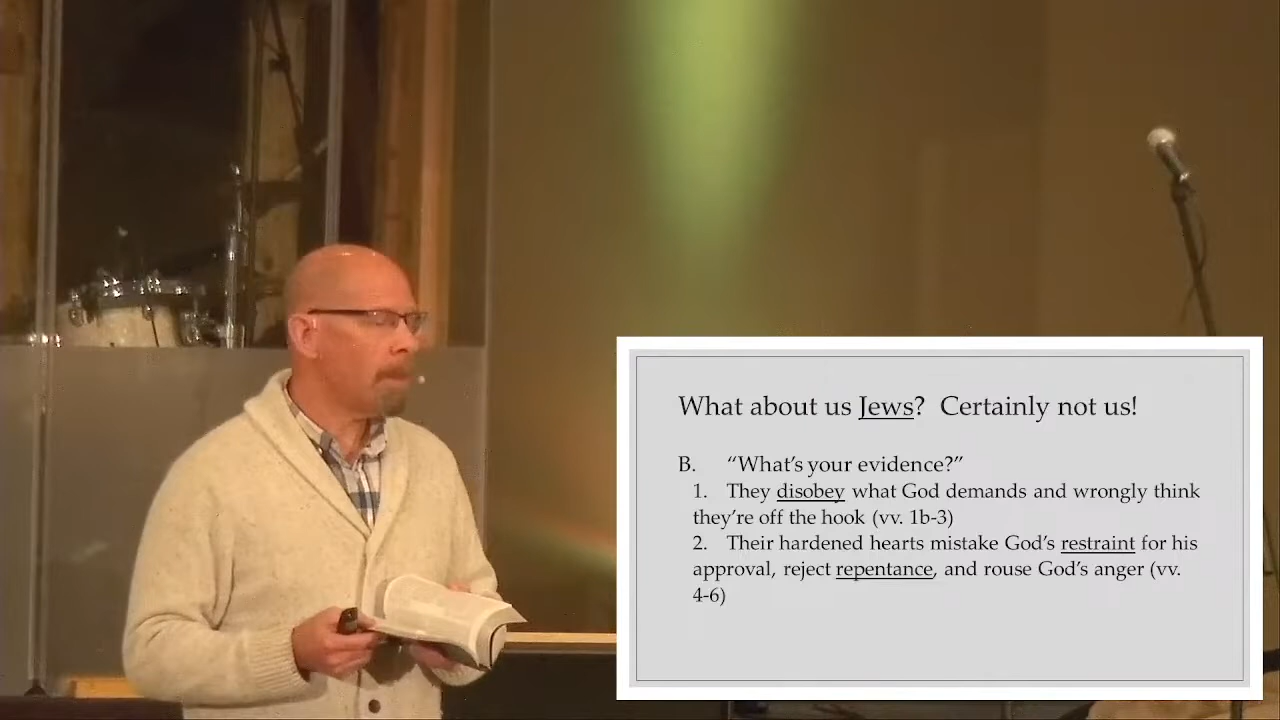 What about us Jews?  Certainly not us!
B. “What’s your evidence?”
1. They disobey what God demands and wrongly think
they’re off the hook (vv. 1b-3)
2. Their hardened hearts mistake God’s restraint for his
approval, reject repentance, and rouse God’s anger (vv.
4-6)